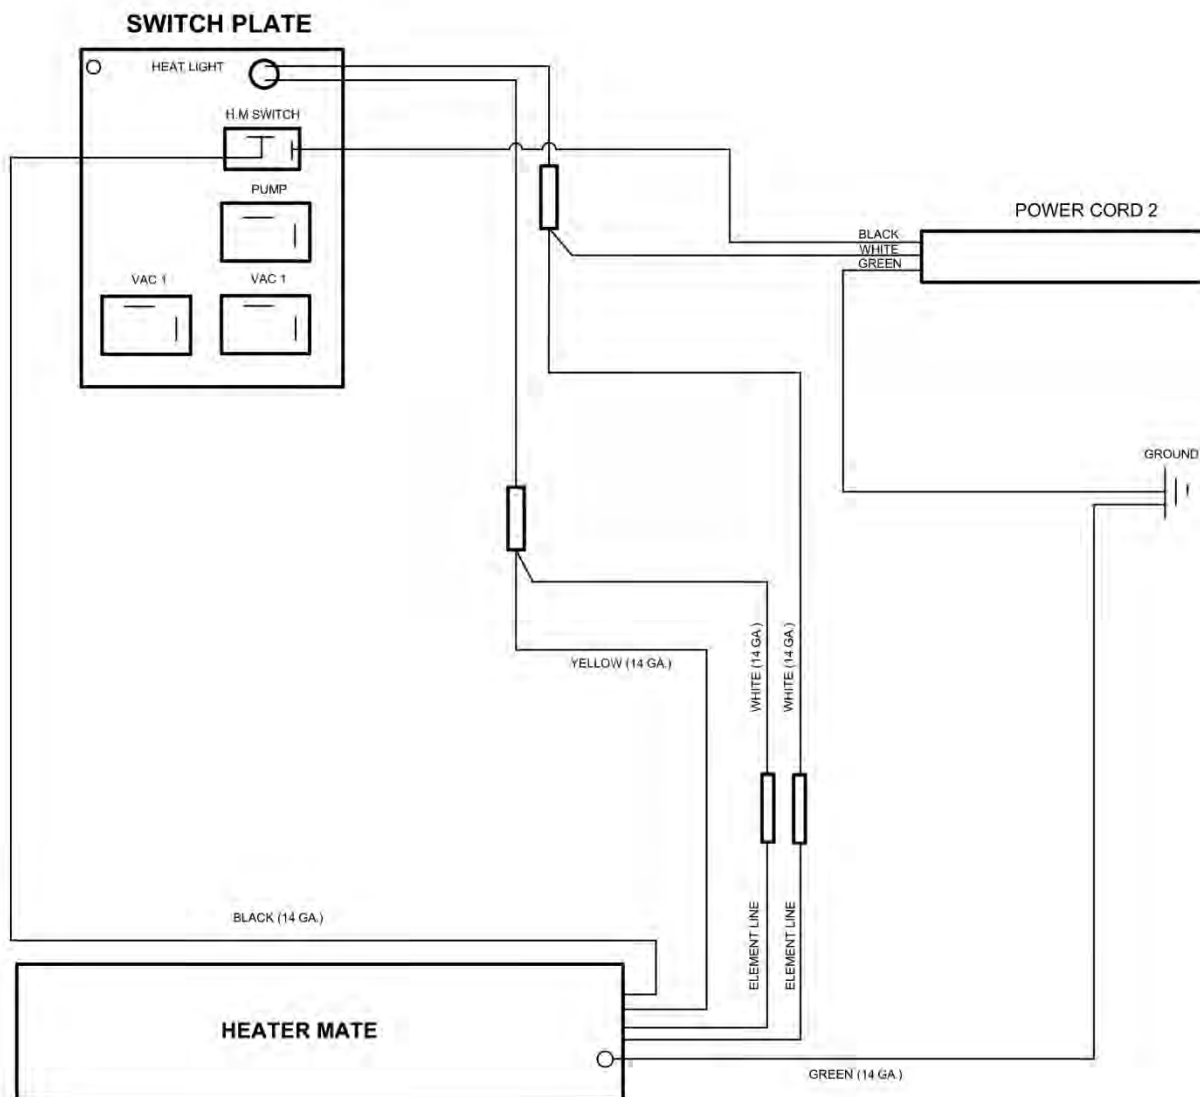 SWITCH PLATE
HEAT LIGHT
H.M SWITCH
PUMP
VAC 1
VAC 1
POWER CORD 2
BLACK
WHITE
GREEN
GROUND
YELLOW (14 GA.)
WHITE (14 GA.)
WHITE (14 GA.)
BLACK (14 GA.)
ELEMENT LINE
ELEMENT LINE
HEATER MATE
GREEN (14 GA.)